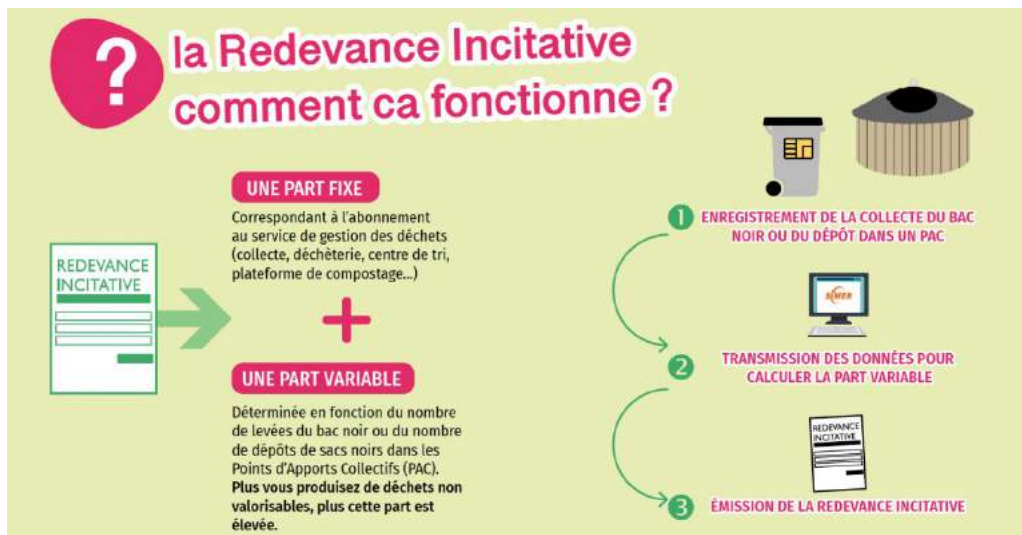 ?
la Redevance Incitative
comment ca fonctionne ?
REDEVANCE
INCITATIVE
UNE PART FIXE
Correspondant à l'abonnement
au service de gestion des déchets
(collecte, déchèterie, centre de tri,
plateforme de compostage...)
+
UNE PART VARIABLE
Déterminée en fonction du nombre
de levées du bac noir ou du nombre
de dépôts de sacs noirs dans les
Points d'Apports Collectifs (PAC).
Plus vous produisez de déchets non
valorisables, plus cette part est
élevée.
1 ENREGISTREMENT DE LA COLLECTE DU BAC
NOIR OU DU DÉPÔT DANS UN PAC
SIMER
2 TRANSMISSION DES DONNÉES POUR
CALCULER LA PART VARIABLE
REDEVANCE
INCITATIVE
3 ÉMISSION DE LA REDEVANCE INCITATIVE